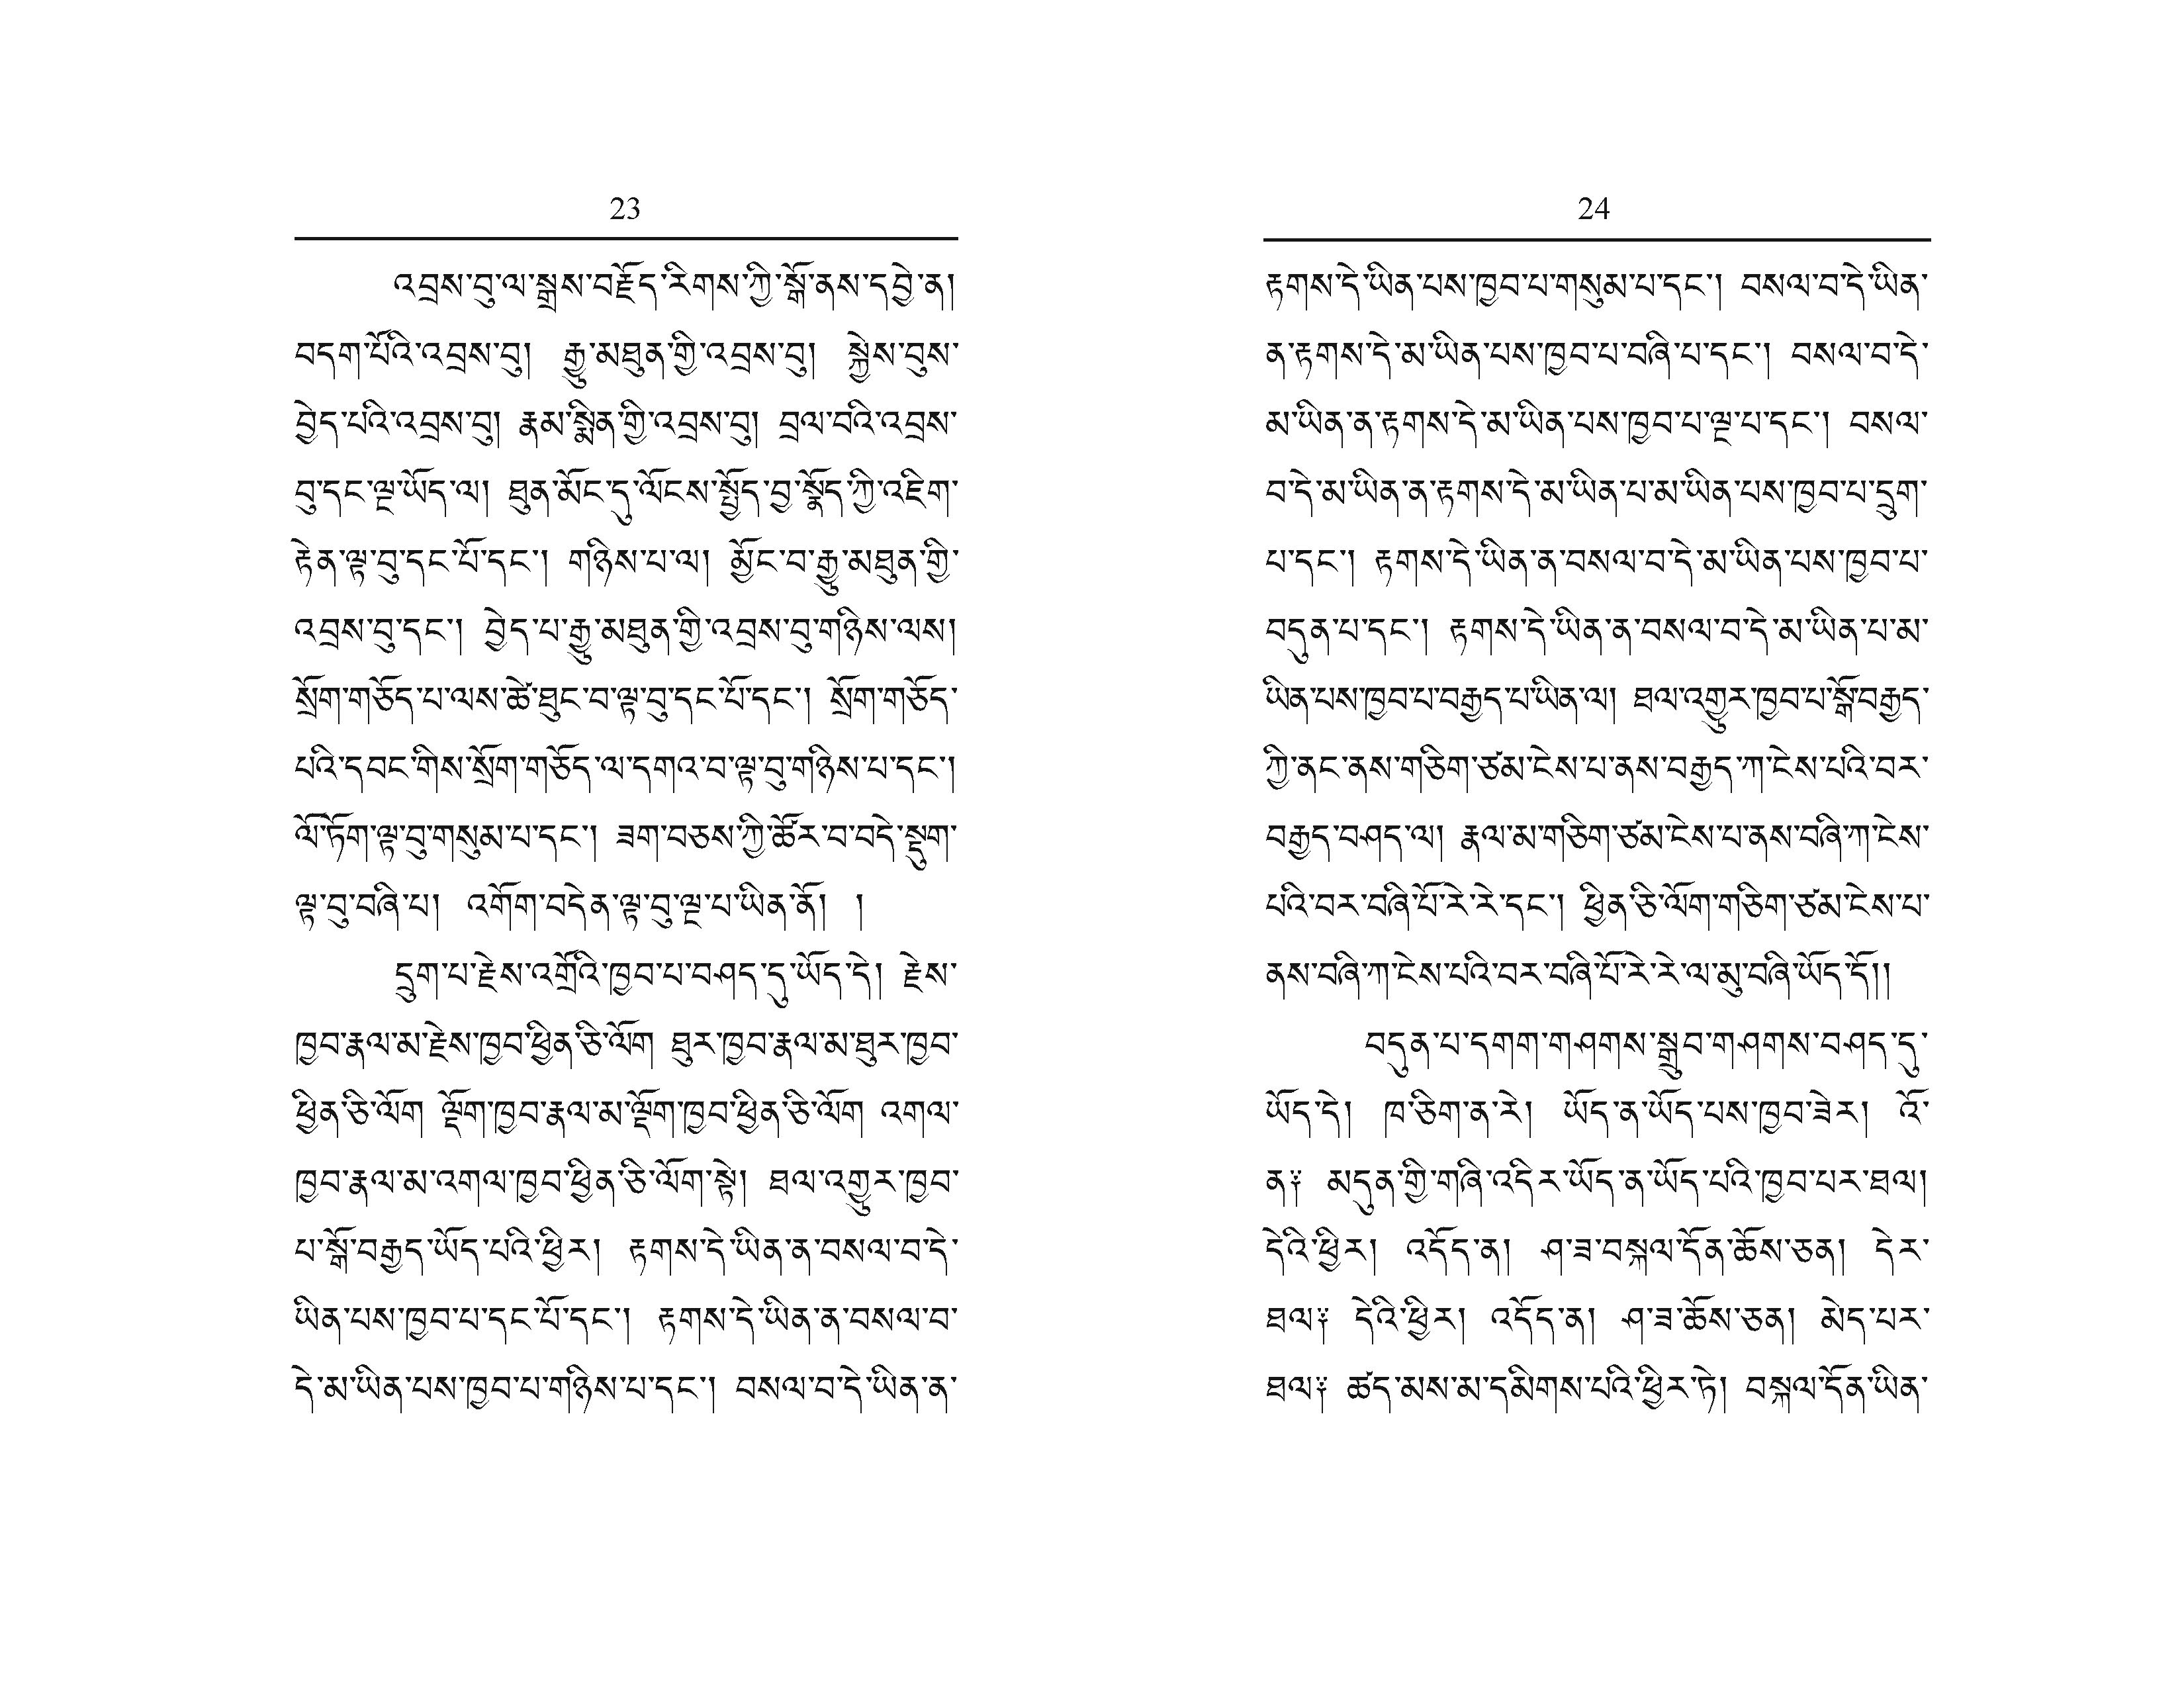 23
འབྲས་བུ་ལ་སྒྲས་བརྗོད་རིགས་ཀྱི་སྒོ་ནས་དབྱེ་ན།
བདག་པོའི་འབྲས་བུ། རྒྱུ་མཐུན་གྱི་འབྲས་བུ། སྐྱེས་བུས་
བྱེད་པའི་འབྲས་བུ། རྣམ་སྨིན་གྱི་འབྲས་བུ། བྲལ་བའི་འབྲས་
བུ་དང་ལྔ་ཡོད་ལ། ཐུན་མོང་དུ་ལོངས་སྤྱོད་བྱ་སྣོད་ཀྱི་འཇིག་
རྟེན་ལྟ་བུ་དང་པོ་དང་། གཉིས་པ་ལ། མྱོང་བ་རྒྱུ་མཐུན་གྱི་
འབྲས་བུ་དང་། བྱེད་པ་རྒྱུ་མཐུན་གྱི་འབྲས་བུ་གཉིས་ལས།
སྲོག་གཅོད་པ་ལས་ཚེ་ཐུང་བ་ལྟ་བུ་དང་པོ་དང་། སྲོག་གཅོད་
པའི་དབང་གིས་སྲོག་གཅོད་ལ་དགའ་བ་ལྟ་བུ་གཉིས་པ་དང་།
ལོ་ཏོག་ལྟ་བུ་གསུམ་པ་དང་། ཟག་བཅས་ཀྱི་ཚོར་བ་བདེ་སྡུག་
ལྟ་བུ་བཞི་པ། འགོག་བདེན་ལྟ་བུ་ལྔ་པ་ཡིན་ནོ། །
དྲུག་པ་རྗེས་འགྲོའི་ཁྱབ་པ་བཤད་དུ་ཡོད་དེ། རྗེས་
ཁྱབ་རྣལ་མ་རྗེས་ཁྱབ་ཕྱིན་ཅི་ལོག ཐུར་ཁྱབ་རྣལ་མ་ཐུར་ཁྱབ་
ཕྱིན་ཅི་ལོག ལྡོག་ཁྱབ་རྣལ་མ་ལྡོག་ཁྱབ་ཕྱིན་ཅི་ལོག འགལ་
ཁྱབ་རྣལ་མ་འགལ་ཁྱབ་ཕྱིན་ཅི་ལོག་སྟེ། ཐལ་འགྱུར་ཁྱབ་
པ་སྒོ་བརྒྱད་ཡོད་པའི་ཕྱིར། རྟགས་དེ་ཡིན་ན་བསལ་བ་དེ་
ཡིན་པས་ཁྱབ་པ་དང་པོ་དང་། རྟགས་དེ་ཡིན་ན་བསལ་བ་
དེ་མ་ཡིན་པས་ཁྱབ་པ་གཉིས་པ་དང་། བསལ་བ་དེ་ཡིན་ན་
24
རྟགས་དེ་ཡིན་པས་ཁྱབ་པ་གསུམ་པ་དང་། བསལ་བ་དེ་ཡིན་
ན་རྟགས་དེ་མ་ཡིན་པས་ཁྱབ་པ་བཞི་པ་དང་། བསལ་བ་དེ་
མ་ཡིན་ན་རྟགས་དེ་མ་ཡིན་པས་ཁྱབ་པ་ལྔ་པ་དང་། བསལ་
བ་དེ་མ་ཡིན་ན་རྟགས་དེ་མ་ཡིན་པ་མ་ཡིན་པས་ཁྱབ་པ་དྲུག་
པ་དང་། རྟགས་དེ་ཡིན་ན་བསལ་བ་དེ་མ་ཡིན་པས་ཁྱབ་པ་
བདུན་པ་དང་། རྟགས་དེ་ཡིན་ན་བསལ་བ་དེ་མ་ཡིན་པ་མ་
ཡིན་པས་ཁྱབ་པ་བརྒྱད་པ་ཡིན་ལ། ཐལ་འགྱུར་ཁྱབ་པ་སྒོ་བརྒྱད་
ཀྱི་ནང་ནས་གཅིག་ཙམ་ངེས་པ་ནས་བརྒྱད་ཀ་ངེས་པའི་བར་
བརྒྱད་བཤད་ལ། རྣལ་མ་གཅིག་ཙམ་ངེས་པ་ནས་བཞི་ཀ་ངེས་
པའི་བར་བཞི་པོ་རེ་རེ་དང་། ཕྱིན་ཅི་ལོག་གཅིག་ཙམ་ངེས་པ་
ནས་བཞི་ཀ་ངེས་པའི་བར་བཞི་པོ་རེ་རེ་ལ་མུ་བཞི་ཡོད་དོ།།
བདུན་པ་དགག་གཤགས་སྒྲུབ་གཤགས་བཤད་དུ་
ཡོད་དེ། ཁ་ཅིག་ན་རེ། ཡོད་ན་ཡོད་པས་ཁྱབ་ཟེར། འོ་
ན༔ མདུན་གྱི་གཞི་འདིར་ཡོད་ན་ཡོད་པའི་ཁྱབ་པར་ཐལ།
དེའི་ཕྱིར། འདོད་ན། ཤ་ཟ་བསྐལ་དོན་ཆོས་ཅན། དེར་
ཐལ༔ དེའི་ཕྱིར། འདོད་ན། ཤ་ཟ་ཆོས་ཅན། མེད་པར་
ཐལ༔ ཚད་མས་མ་དམིགས་པའི་ཕྱིར་ཏེ། བསྐལ་དོན་ཡིན་